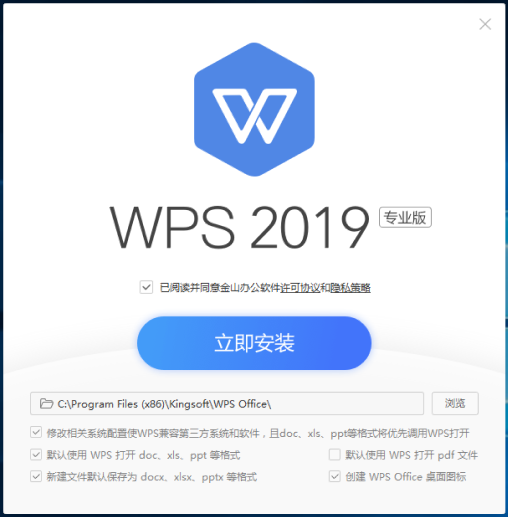 WPS 2019 专业版
已阅读并同意金山办公软件许可协议和隐私策略
立即安装
C:\Program Files (x86)\Kingsoft\WPS Office\ 浏览
修改相关系统配置使WPS兼容第三方系统和软件，且doc、xls、ppt等格式将优先调用WPS打开
默认使用 WPS 打开 doc、xls、ppt 等格式 默认使用 WPS 打开 pdf 文件
新建文件默认保存为 docx、xlsx、pptx 等格式 创建 WPS Office 桌面图标